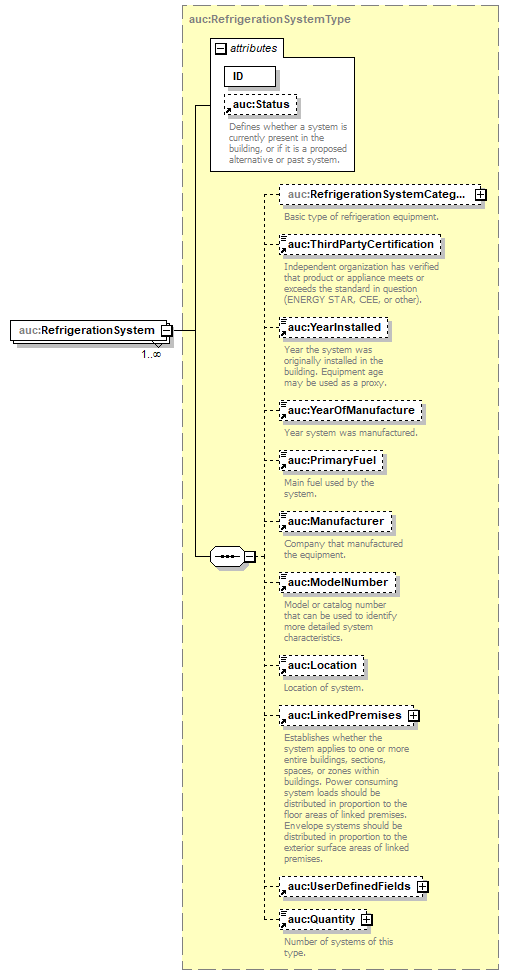 auc:RefrigerationSystemType
attributes
ID
auc:Status
Defines whether a system is
currently present in the
building, or if it is a proposed
alternative or past system.
auc:RefrigerationSystemCateg...
Basic type of refrigeration equipment.
auc:ThirdPartyCertification
Independent organization has verified
that product or appliance meets or
exceeds the standard in question
(ENERGY STAR, CEE, or other).
auc:RefrigerationSystem
1..∞
auc:YearInstalled
Year the system was
originally installed in the
building. Equipment age
may be used as a proxy.
auc:YearOfManufacture
Year system was manufactured.
auc:PrimaryFuel
Main fuel used by the
system.
auc:Manufacturer
Company that manufactured
the equipment.
auc:ModelNumber
Model or catalog number
that can be used to identify
more detailed system
characteristics.
auc:Location
Location of system.
auc:LinkedPremises
Establishes whether the
system applies to one or more
entire buildings, sections,
spaces, or zones within
buildings. Power consuming
system loads should be
distributed in proportion to the
floor areas of linked premises.
Envelope systems should be
distributed in proportion to the
exterior surface areas of linked
premises.
auc:UserDefinedFields
auc:Quantity
Number of systems of this
type.